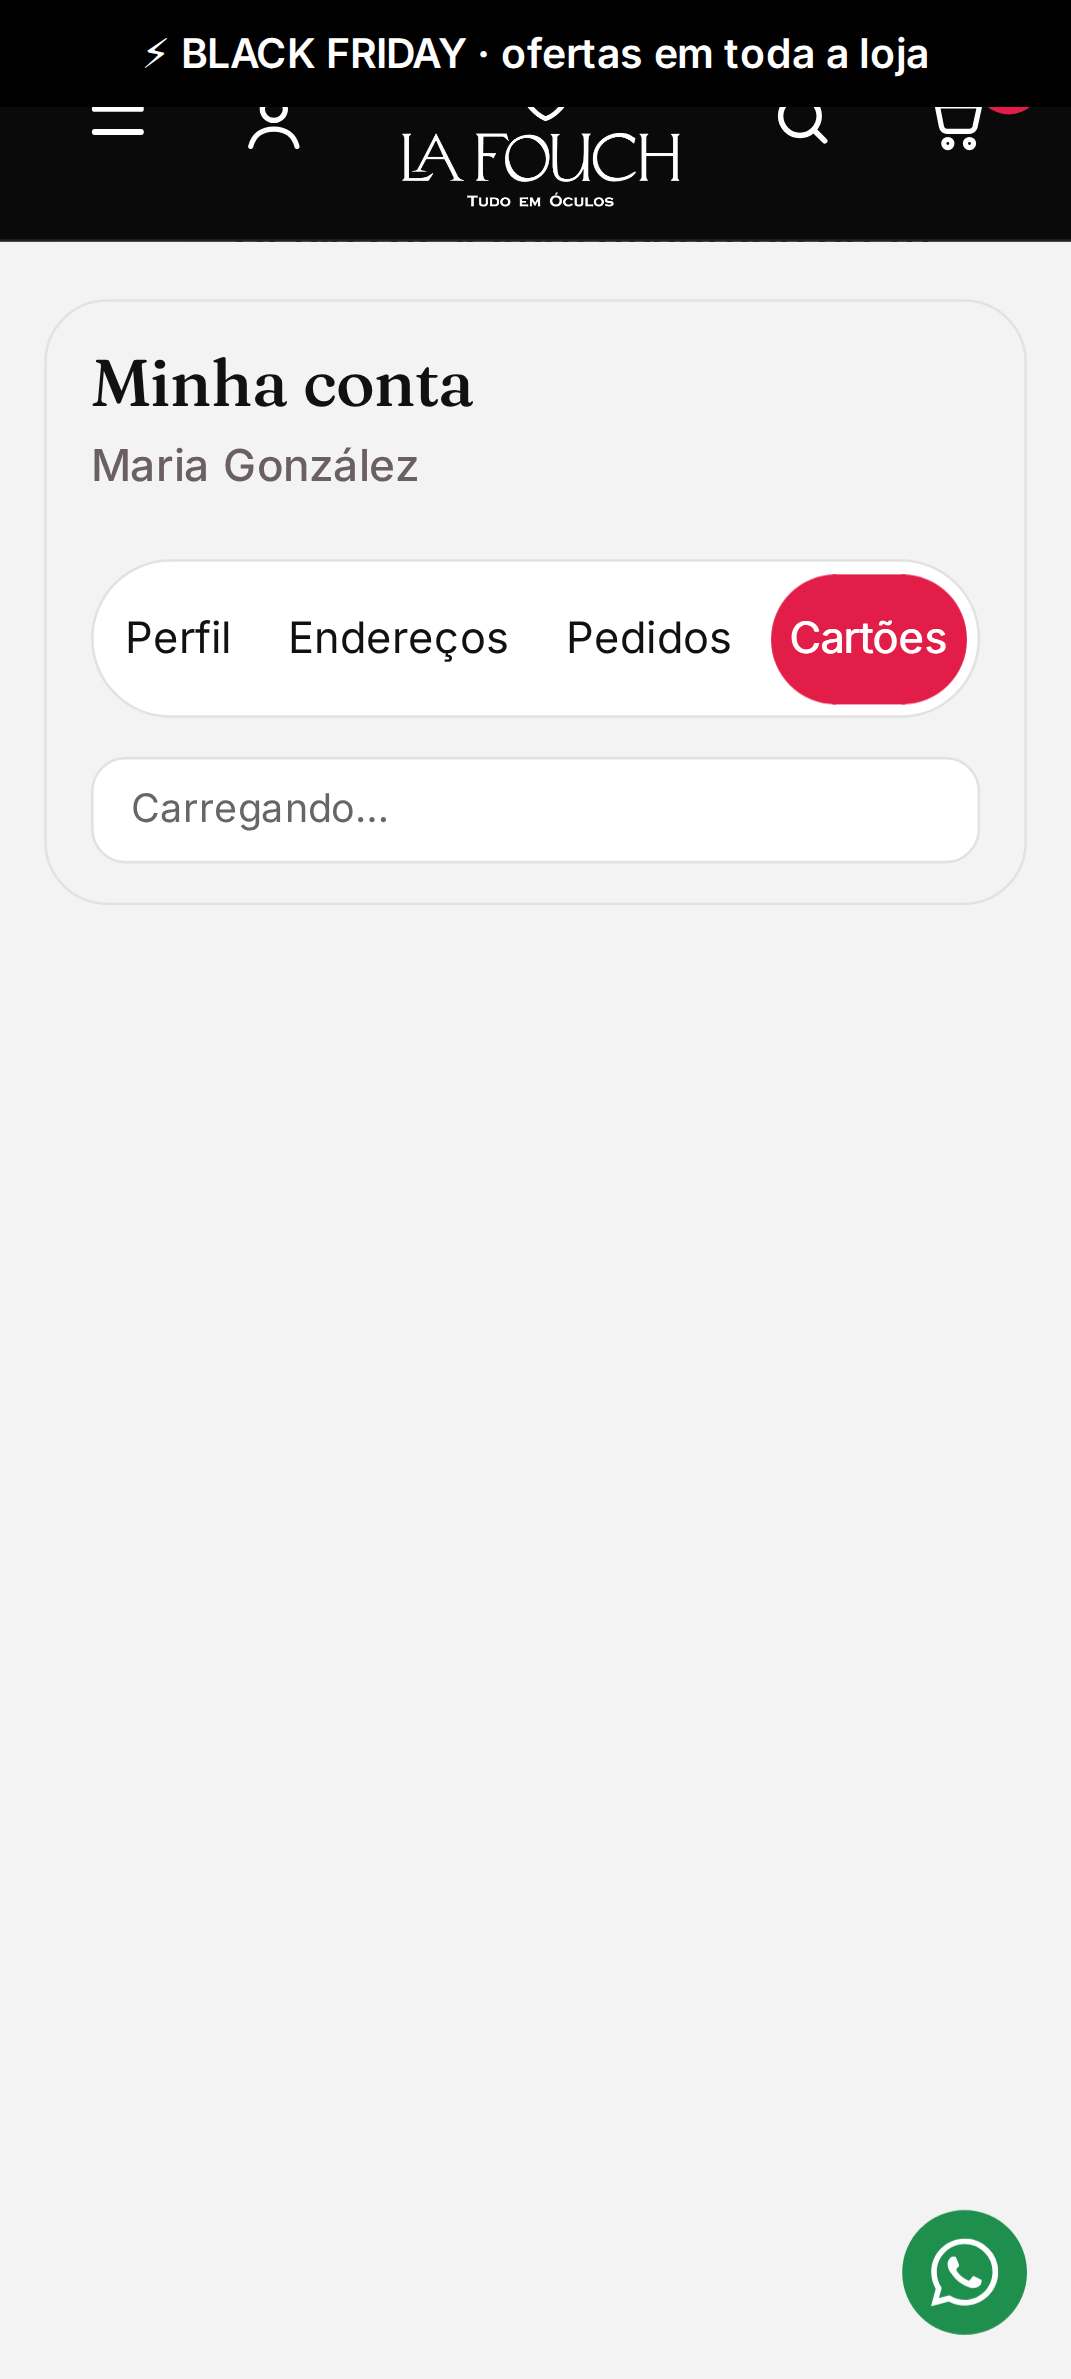 ⚡ BLACK FRIDAY · ofertas em toda a loja
LA FOUCH
Tudo em Óculos
Minha conta
Maria González
Perfil Endereços Pedidos Cartões
Carregando...